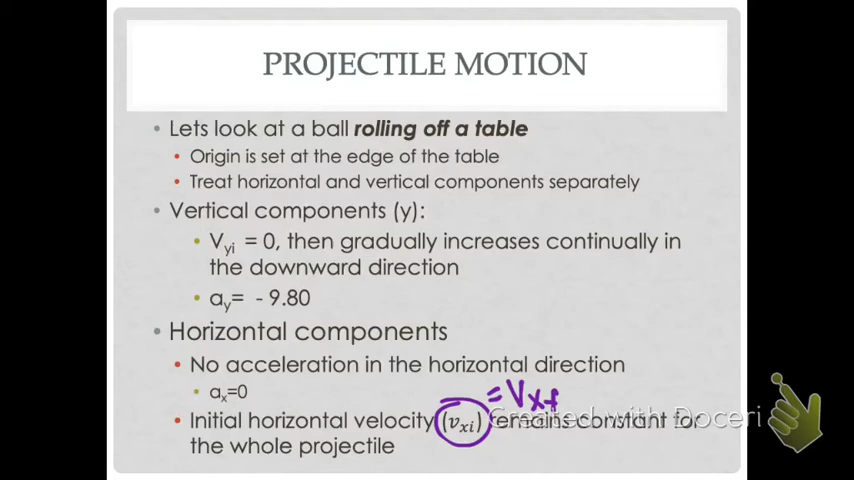 PROJECTILE MOTION
• Lets look at a ball rolling off a table
• Origin is set at the edge of the table
• Treat horizontal and vertical components separately
• Vertical components (y):
• Vyi = 0, then gradually increases continually in
the downward direction
• ay= - 9.80
• Horizontal components
• No acceleration in the horizontal direction
• ax=0
= Vxf
• Initial horizontal velocity (vxi) remains constant for
the whole projectile
Created with Doceri